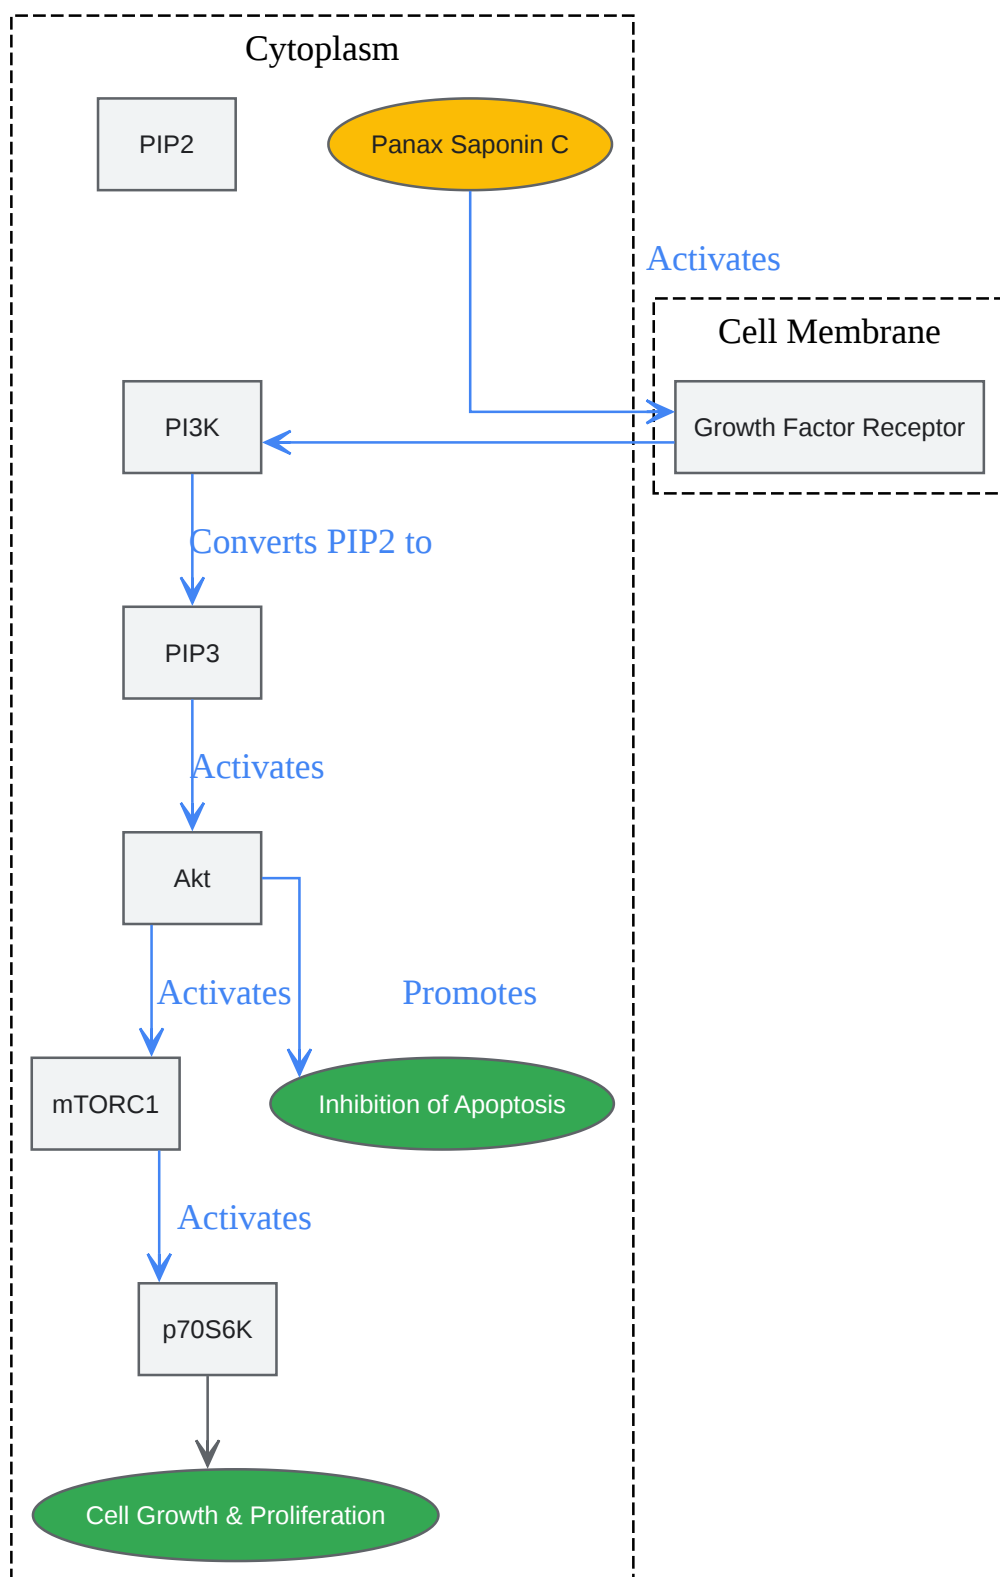 Cytoplasm
PIP2
Panax Saponin C
Activates
Cell Membrane
PI3K
Growth Factor Receptor
Converts PIP2 to
PIP3
Activates
Akt
Activates
Promotes
mTORC1
Inhibition of Apoptosis
Activates
p70S6K
Cell Growth & Proliferation